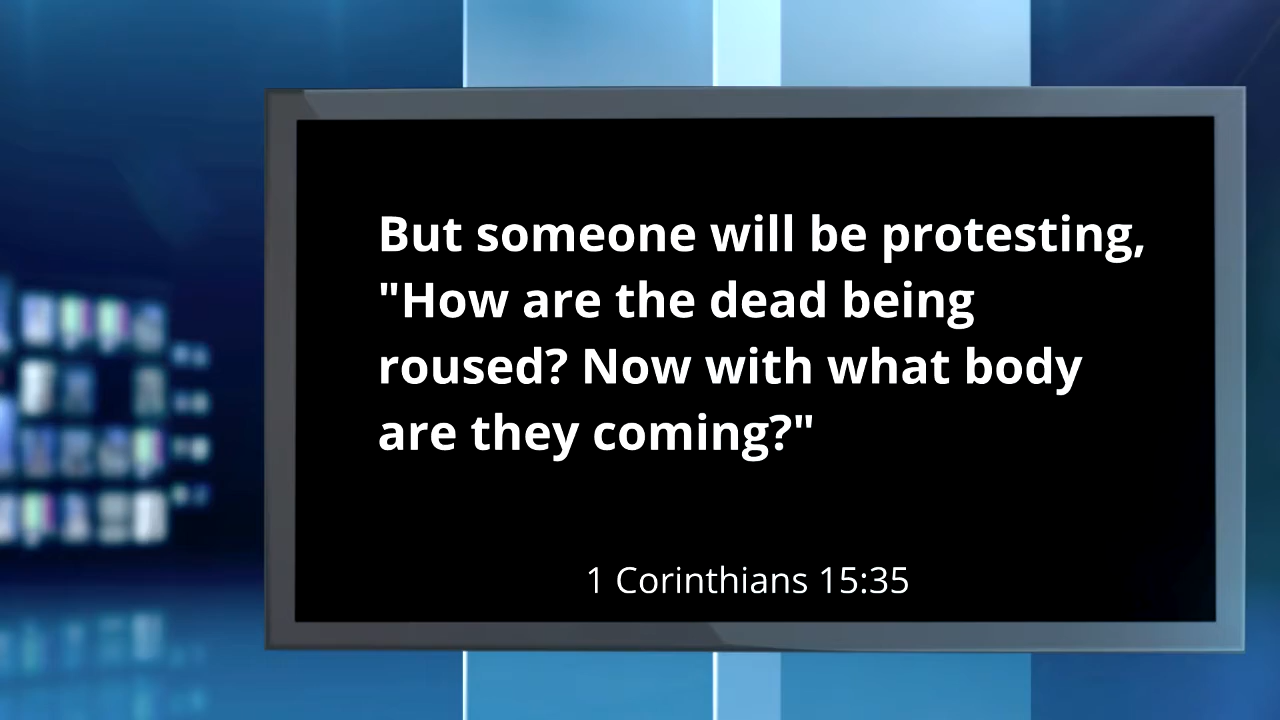 But someone will be protesting,
"How are the dead being
roused? Now with what body
are they coming?"
1 Corinthians 15:35